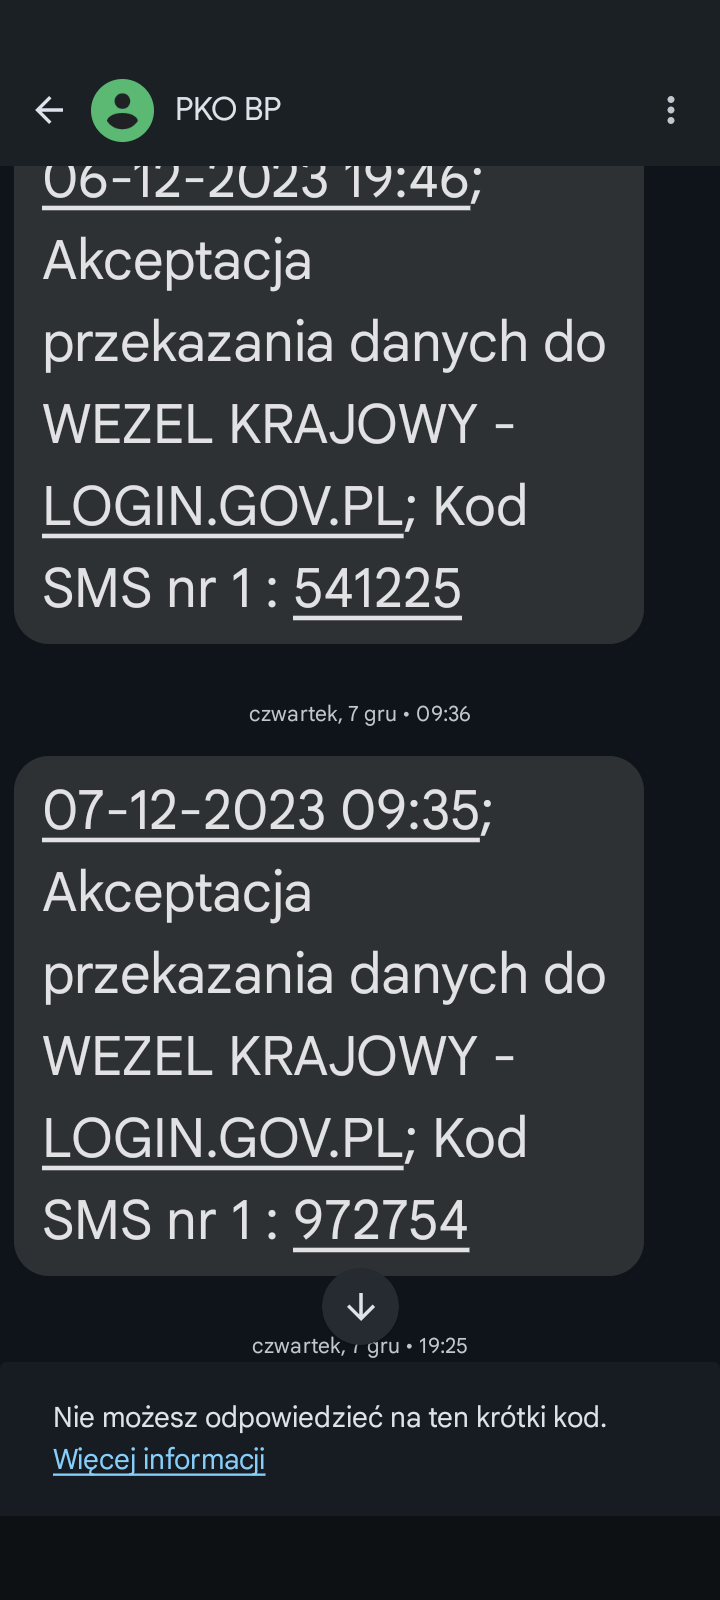 PKO BP
06-12-2023 19:46;
Akceptacja
przekazania danych do
WEZEL KRAJOWY -
LOGIN.GOV.PL; Kod
SMS nr 1 : 541225
czwartek, 7 gru • 09:36
07-12-2023 09:35;
Akceptacja
przekazania danych do
WEZEL KRAJOWY -
LOGIN.GOV.PL; Kod
SMS nr 1 : 972754
czwartek, 7 gru • 19:25
Nie możesz odpowiedzieć na ten krótki kod.
Więcej informacji